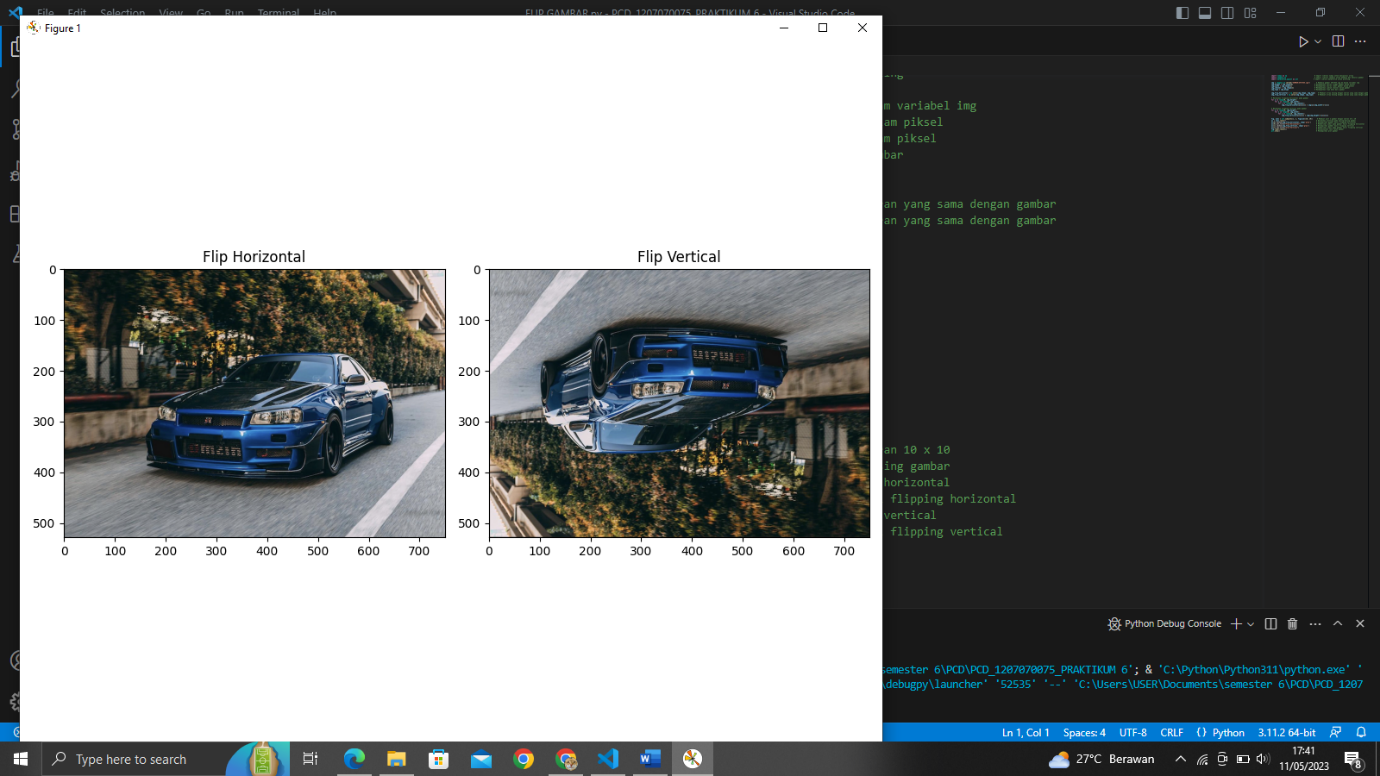 File Edit Selection View Go Run Terminal Help
FLIP GAMBAR.py - PCD_1207070075_PRAKTIKUM 6 - Visual Studio Code
Figure 1
m variabel img
am piksel
m piksel
bar
an yang sama dengan gambar
an yang sama dengan gambar
Flip Horizontal
0
100
200
300
400
500
0 100 200 300 400 500 600 700
Flip Vertical
0
100
200
300
400
500
0 100 200 300 400 500 600 700
an 10 x 10
ing gambar
horizontal
flipping horizontal
vertical
flipping vertical
Python Debug Console
semester 6\PCD\PCD_1207070075_PRAKTIKUM 6'; & 'C:\Python\Python311\python.exe' '
\debugpy\launcher' '52535' '--' 'C:\Users\USER\Documents\semester 6\PCD\PCD_1207
Ln 1, Col 1 Spaces: 4 UTF-8 CRLF Python 3.11.2 64-bit
Type here to search
27°C Berawan
17:41
11/05/2023
8